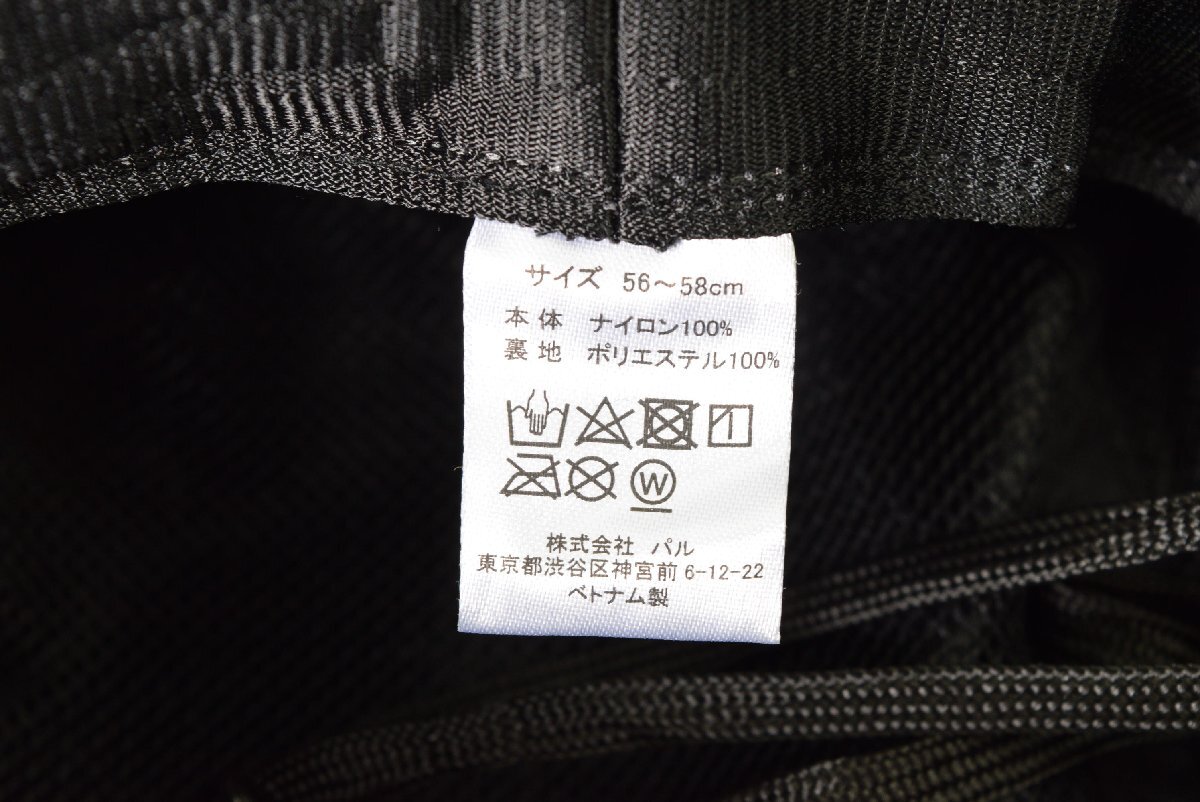 サイズ 56～58cm
本体 ナイロン100%
裏地 ポリエステル100%
W
株式会社 パル
東京都渋谷区神宮前 6-12-22
ベトナム製